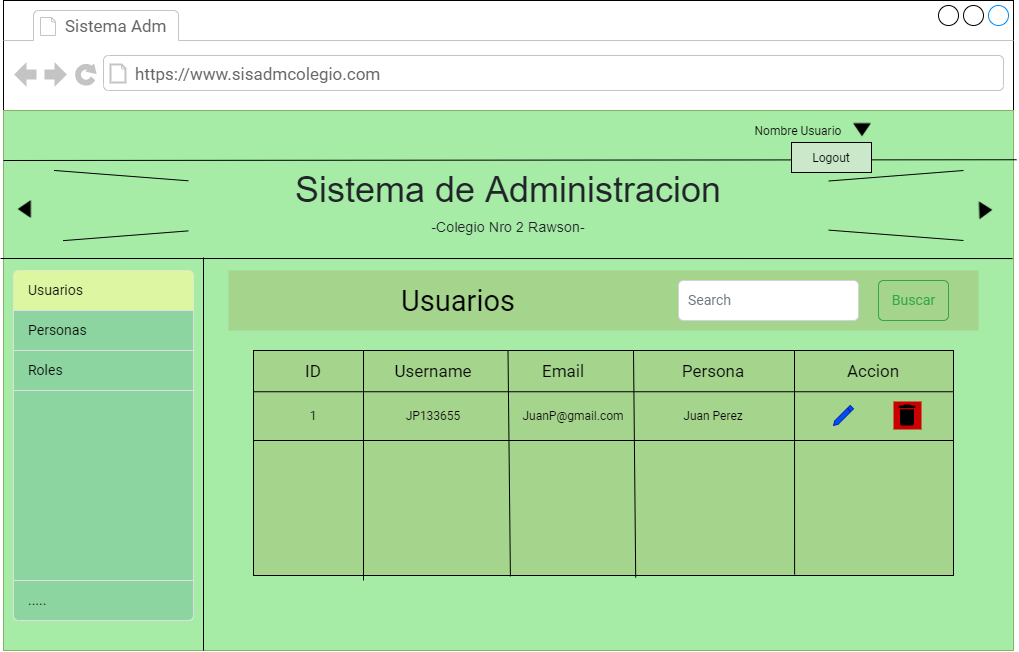 Sistema Adm
https://www.sisadmcolegio.com
Nombre Usuario
Logout
Sistema de Administracion
-Colegio Nro 2 Rawson-
Usuarios
Personas
Roles
.....
Usuarios
Search
Buscar
ID Username Email Persona Accion
1 JP133655 JuanP@gmail.com Juan Perez